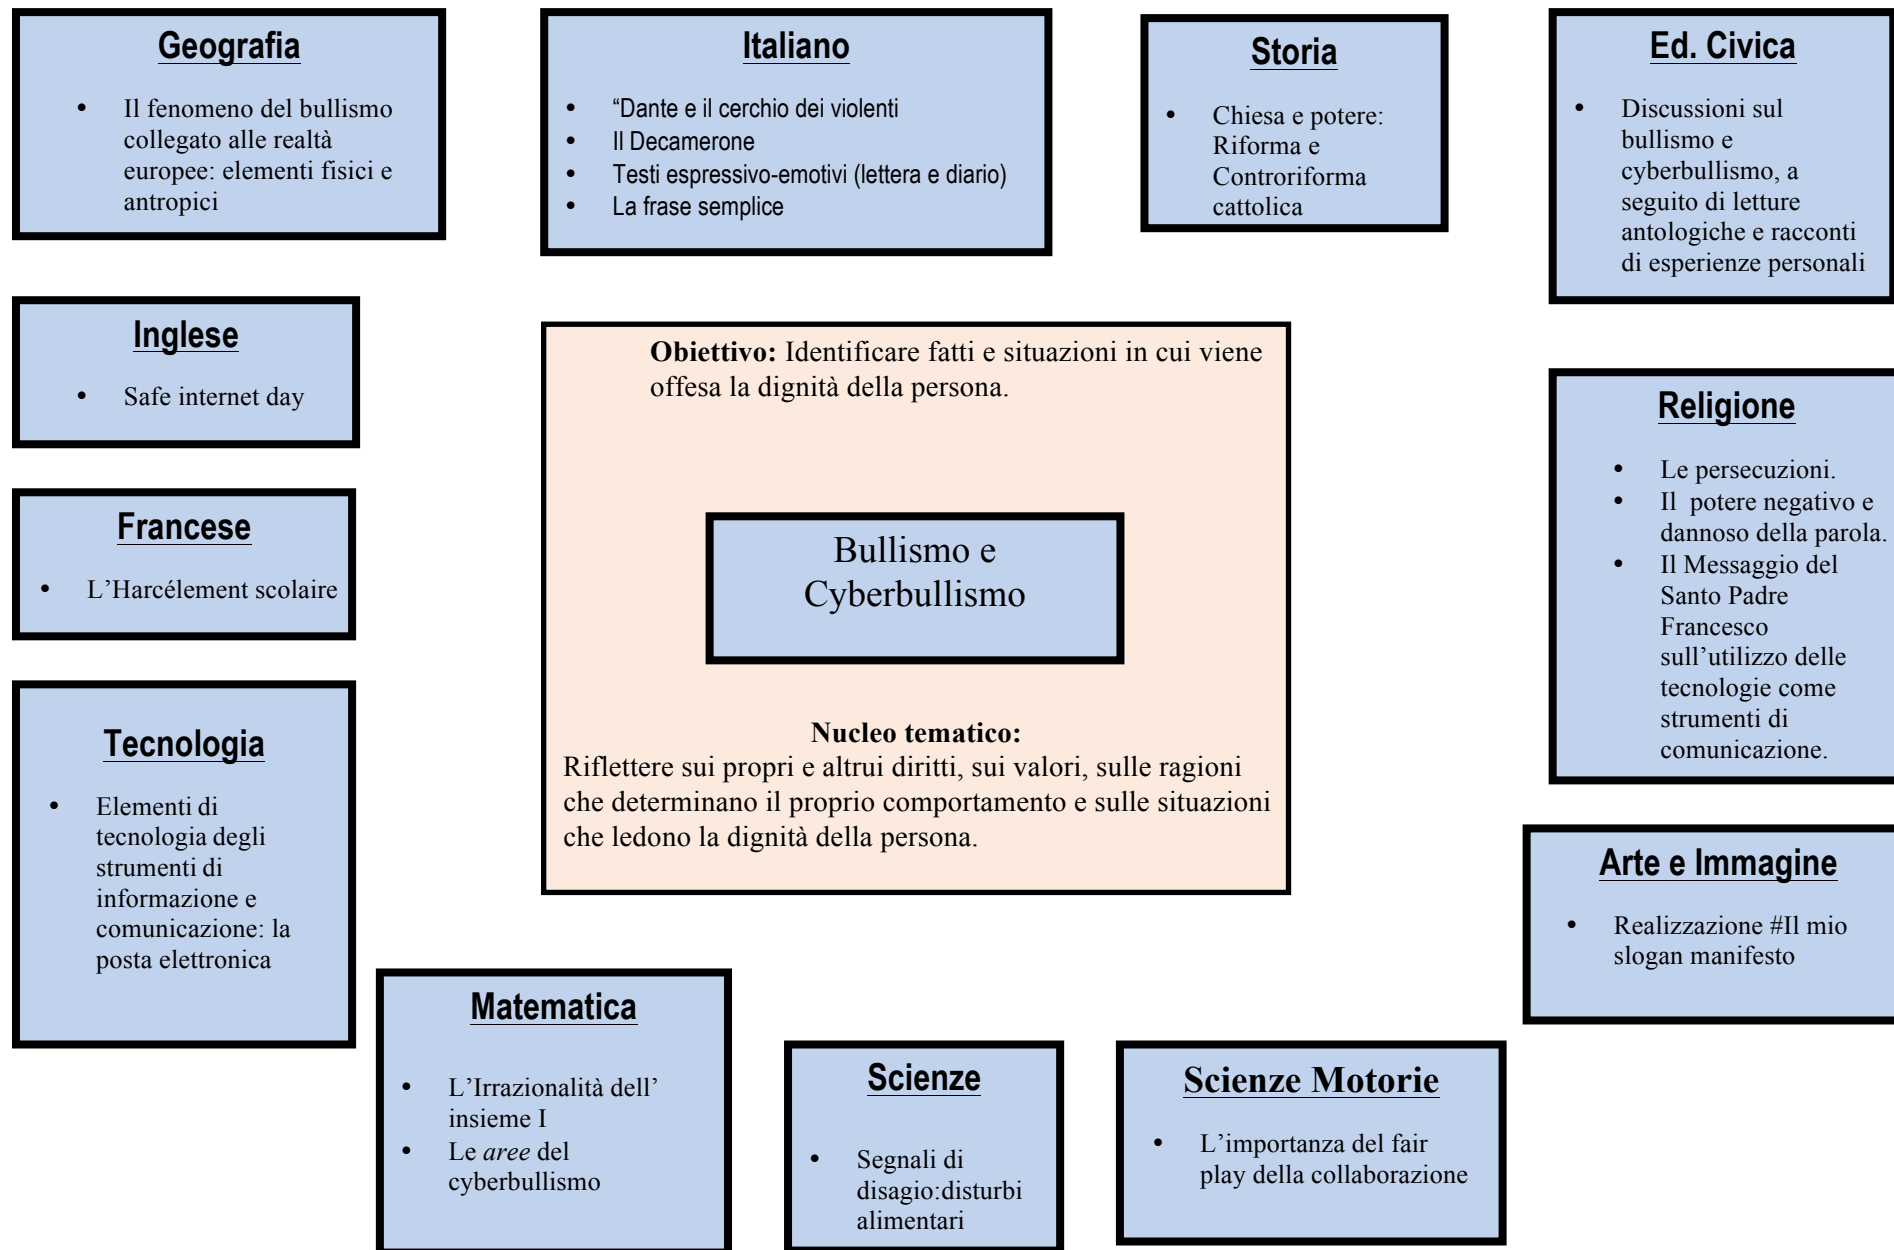 Geografia
• Il fenomeno del bullismo
collegato alle realtà
europee: elementi fisici e
antropici
Italiano
• “Dante e il cerchio dei violenti
• Il Decamerone
• Testi espressivo-emotivi (lettera e diario)
• La frase semplice
Storia
• Chiesa e potere:
Riforma e
Controriforma
cattolica
Ed. Civica
• Discussioni sul
bullismo e
cyberbullismo, a
seguito di letture
antologiche e racconti
di esperienze personali
Inglese
• Safe internet day
Francese
• L’Harcélement scolaire
Tecnologia
• Elementi di
tecnologia degli
strumenti di
informazione e
comunicazione: la
posta elettronica
Obiettivo: Identificare fatti e situazioni in cui viene
offesa la dignità della persona.
Bullismo e
Cyberbullismo
Nucleo tematico:
Riflettere sui propri e altrui diritti, sui valori, sulle ragioni
che determinano il proprio comportamento e sulle situazioni
che ledono la dignità della persona.
Religione
• Le persecuzioni.
• Il  potere negativo e
dannoso della parola.
• Il Messaggio del
Santo Padre
Francesco
sull’utilizzo delle
tecnologie come
strumenti di
comunicazione.
Arte e Immagine
• Realizzazione #Il mio
slogan manifesto
Matematica
• L’Irrazionalità dell’
insieme I
• Le aree del
cyberbullismo
Scienze
• Segnali di
disagio:disturbi
alimentari
Scienze Motorie
• L’importanza del fair
play della collaborazione